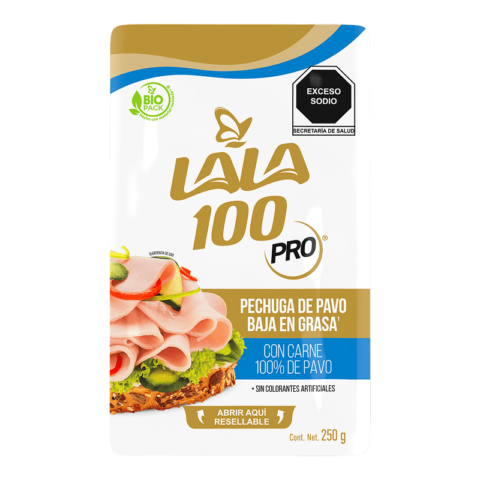 BIO
PACK
EXCESO
SODIO
SECRETARÍA DE SALUD
LALA
100
PRO®
PECHUGA DE PAVO
BAJA EN GRASA¹
CON CARNE
100% DE PAVO
• SIN COLORANTES ARTIFICIALES
ABRIR AQUÍ
RESELLABLE
Cont. Net. 250 g